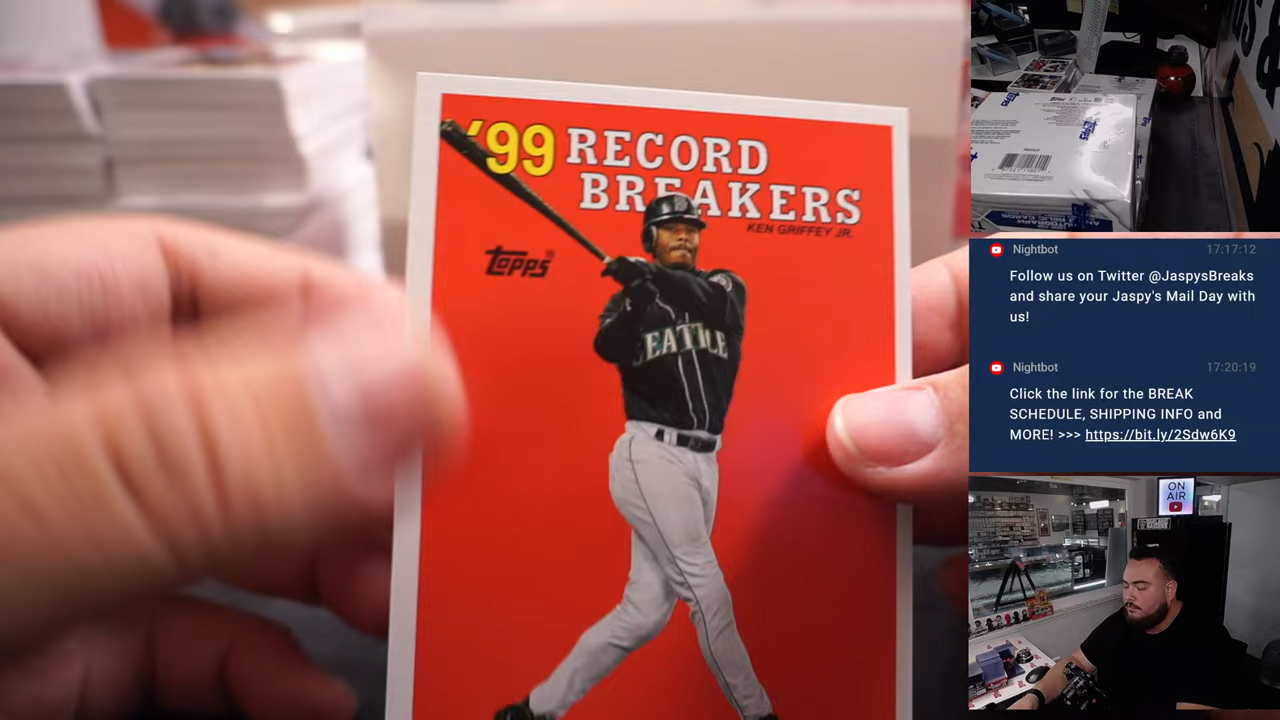 '99 RECORD
BREAKERS
KEN GRIFFEY JR.
Topps
SEATTLE
Nightbot 17:17:12
Follow us on Twitter @JaspysBreaks
and share your Jaspy's Mail Day with
us!
Nightbot 17:20:19
Click the link for the BREAK
SCHEDULE, SHIPPING INFO and
MORE! >>> https://bit.ly/2Sdw6K9
ON
AIR